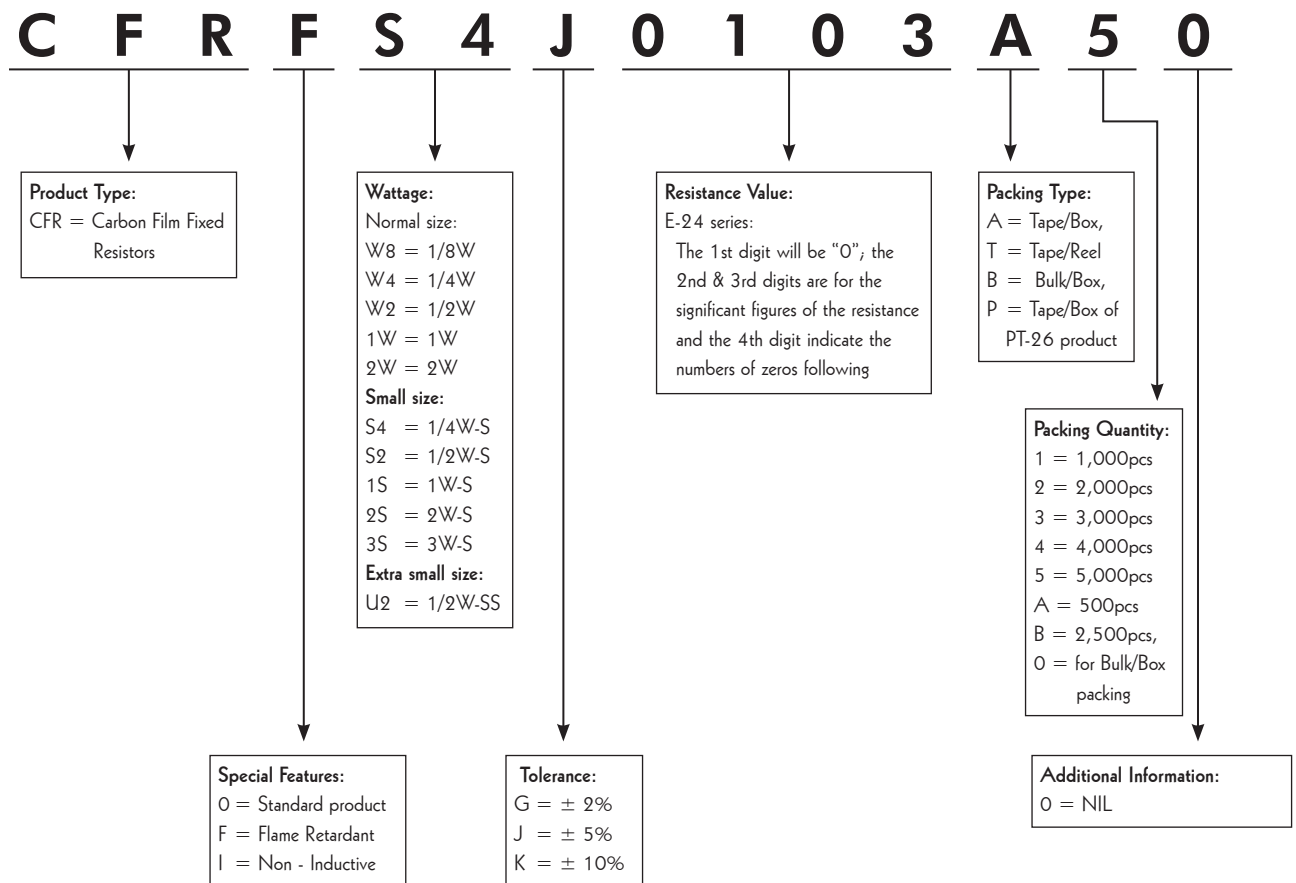 C F R F S 4 J 0 1 0 3 A 5 0
Product Type:
CFR = Carbon Film Fixed
Resistors
Wattage:
Normal size:
W8 = 1/8W
W4 = 1/4W
W2 = 1/2W
1W = 1W
2W = 2W
Small size:
S4 = 1/4W-S
S2 = 1/2W-S
1S = 1W-S
2S = 2W-S
3S = 3W-S
Extra small size:
U2 = 1/2W-SS
Resistance Value:
E-24 series:
The 1st digit will be “0”; the
2nd & 3rd digits are for the
significant figures of the resistance
and the 4th digit indicate the
numbers of zeros following
Packing Type:
A = Tape/Box,
T = Tape/Reel
B = Bulk/Box,
P = Tape/Box of
PT-26 product
Packing Quantity:
1 = 1,000pcs
2 = 2,000pcs
3 = 3,000pcs
4 = 4,000pcs
5 = 5,000pcs
A = 500pcs
B = 2,500pcs,
0 = for Bulk/Box
packing
Special Features:
0 = Standard product
F = Flame Retardant
I = Non - Inductive
Tolerance:
G = ± 2%
J = ± 5%
K = ± 10%
Additional Information:
0 = NIL